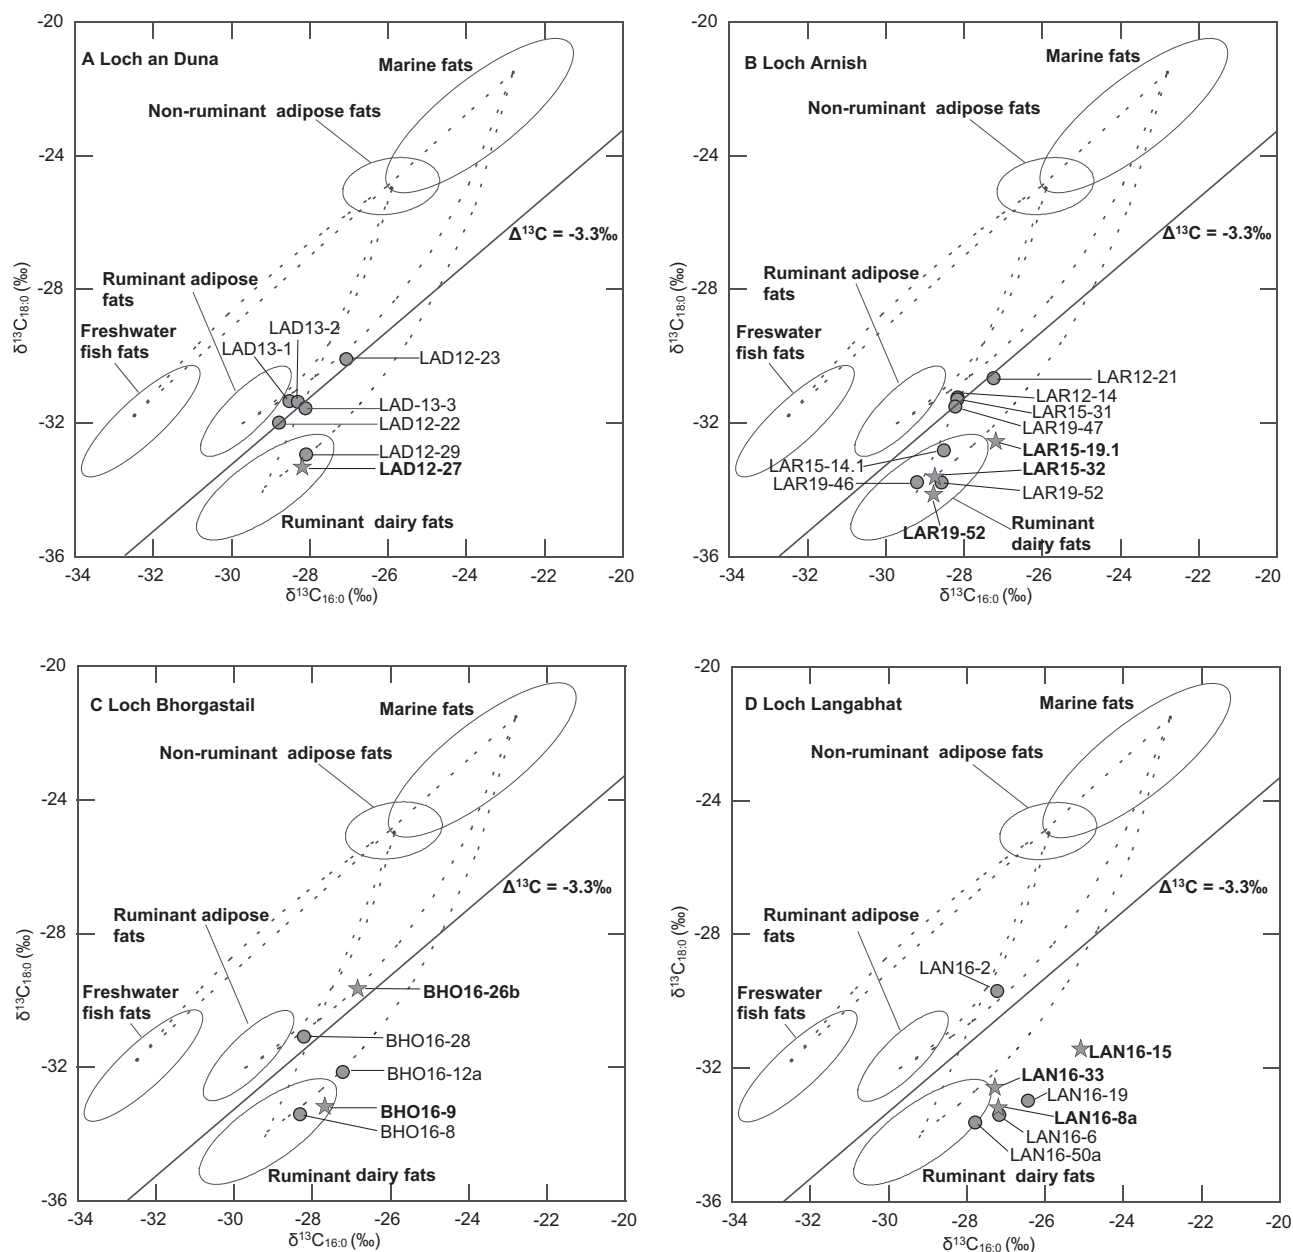 A Loch an Duna
Marine fats
Non-ruminant adipose fats
Δ¹³C = -3.3‰
Ruminant adipose
fats
Freshwater
fish fats
LAD13-2
LAD13-1
LAD12-23
LAD-13-3
LAD12-22
LAD12-29
LAD12-27
Ruminant dairy fats
-20
-24
-28
-32
-36
δ¹³C18:0 (‰)
-34 -32 -30 -28 -26 -24 -22 -20
δ¹³C16:0 (‰)
B Loch Arnish
Marine fats
Non-ruminant adipose fats
Δ¹³C = -3.3‰
Ruminant adipose
fats
Freswater
fish fats
LAR12-21
LAR12-14
LAR15-31
LAR19-47
LAR15-19.1
LAR15-14.1
LAR15-32
LAR19-46
LAR19-52
LAR19-52
Ruminant
dairy fats
-20
-24
-28
-32
-36
δ¹³C18:0 (‰)
-34 -32 -30 -28 -26 -24 -22 -20
δ¹³C16:0 (‰)
C Loch Bhorgastail
Marine fats
Non-ruminant adipose fats
Δ¹³C = -3.3‰
Ruminant adipose
fats
Freshwater
fish fats
BHO16-26b
BHO16-28
BHO16-12a
BHO16-9
BHO16-8
Ruminant dairy fats
-20
-24
-28
-32
-36
δ¹³C18:0 (‰)
-34 -32 -30 -28 -26 -24 -22 -20
δ¹³C16:0 (‰)
D Loch Langabhat
Marine fats
Non-ruminant adipose fats
Δ¹³C = -3.3‰
Ruminant adipose
fats
Freswater
fish fats
LAN16-2
LAN16-15
LAN16-33
LAN16-19
LAN16-8a
LAN16-6
LAN16-50a
Ruminant dairy fats
-20
-24
-28
-32
-36
δ¹³C18:0 (‰)
-34 -32 -30 -28 -26 -24 -22 -20
δ¹³C16:0 (‰)